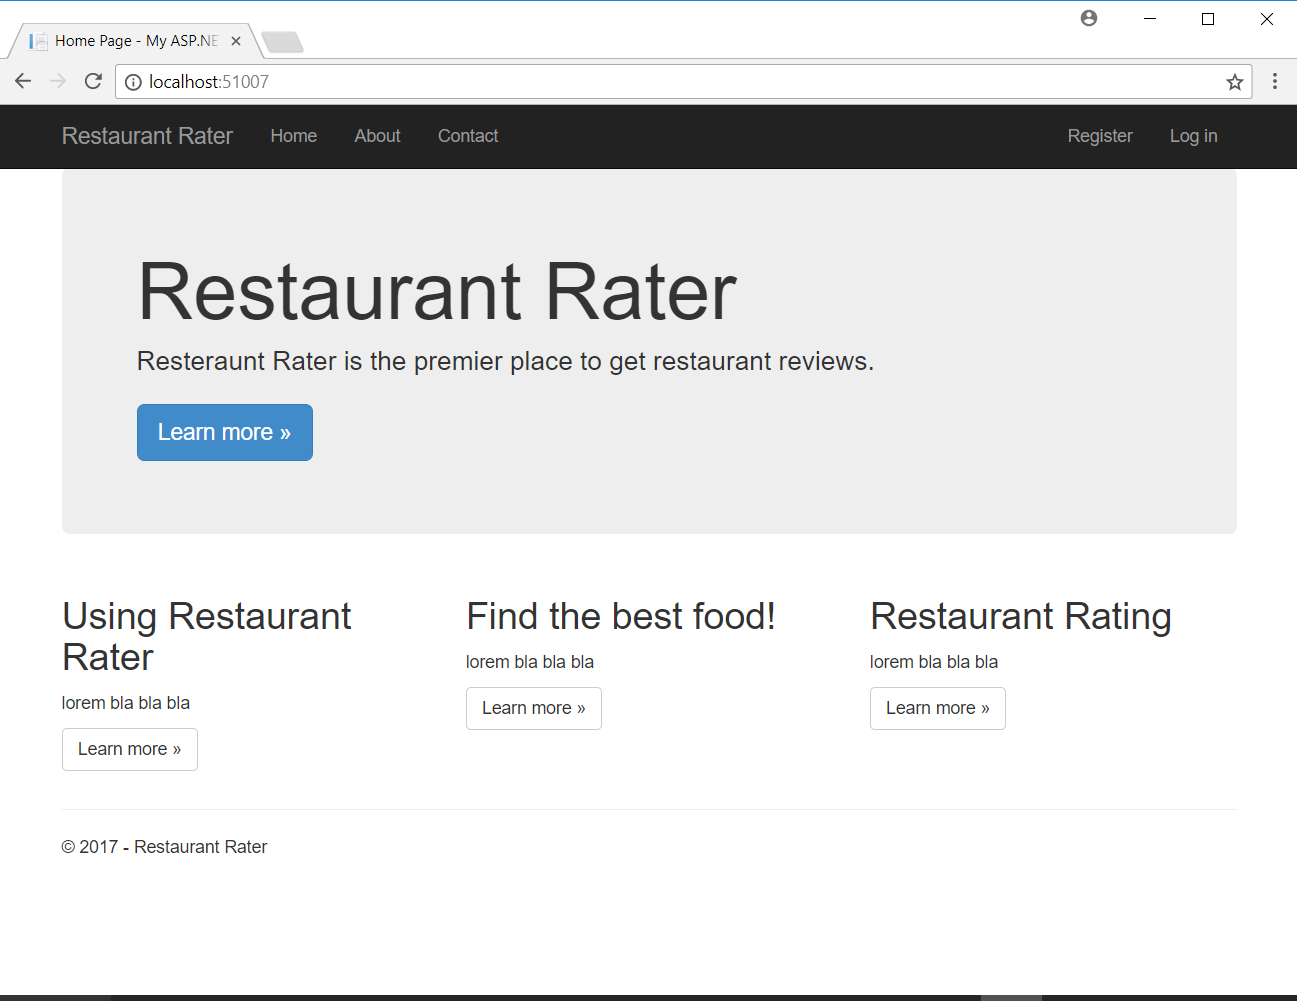 Home Page - My ASP.NE
localhost:51007
Restaurant Rater Home About Contact Register Log in
Restaurant Rater
Resteraunt Rater is the premier place to get restaurant reviews.
Learn more »
Using Restaurant
Rater
lorem bla bla bla
Learn more »
Find the best food!
lorem bla bla bla
Learn more »
Restaurant Rating
lorem bla bla bla
Learn more »
© 2017 - Restaurant Rater